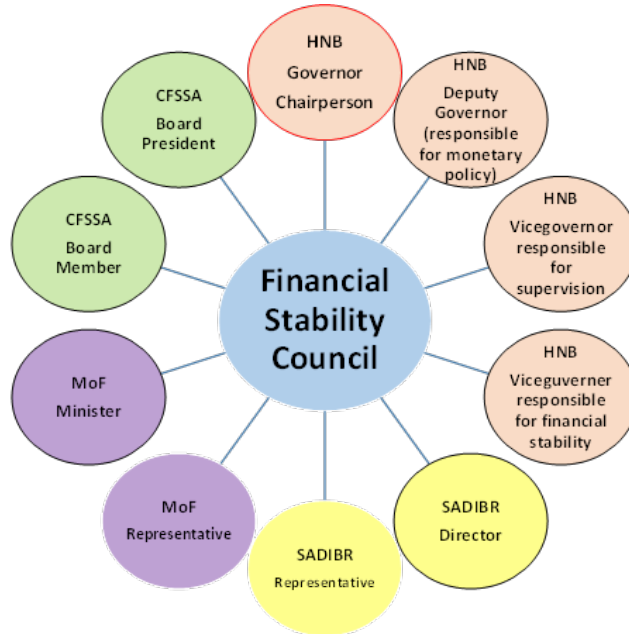 HNB
Governor
Chairperson
HNB
Deputy
Governor
(responsible
for monetary
policy)
HNB
Vicegovernor
responsible
for
supervision
HNB
Viceguverner
responsible
for financial
stability
SADIBR
Director
SADIBR
Representative
MoF
Representative
MoF
Minister
CFSSA
Board
Member
CFSSA
Board
President
Financial
Stability
Council